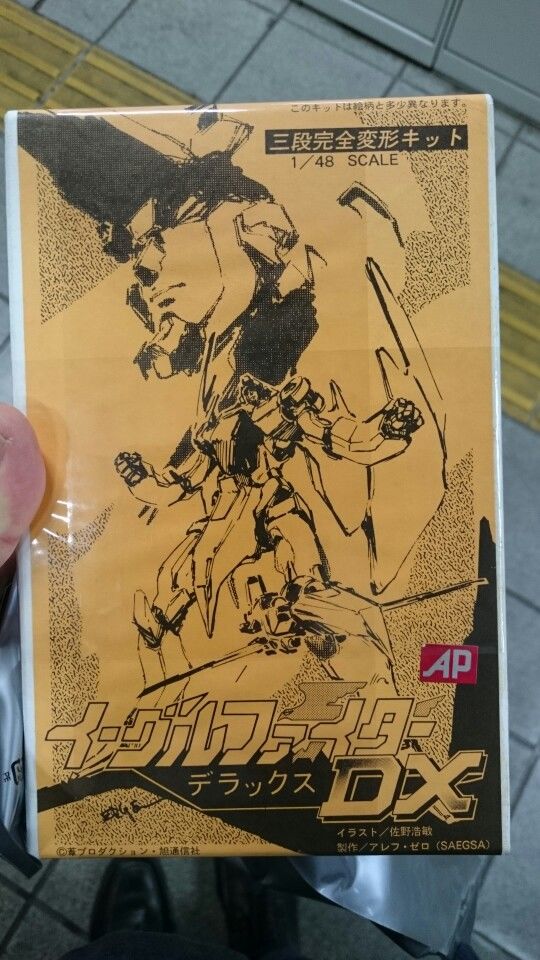 このキットは絵柄と多少異なります。
三段完全変形キット
1/48 SCALE
AP
イーグルファイター
デラックス DX
イラスト/佐野浩敏
製作/アレフ・ゼロ (SAEGSA)
©葦プロダクション・旭通信社